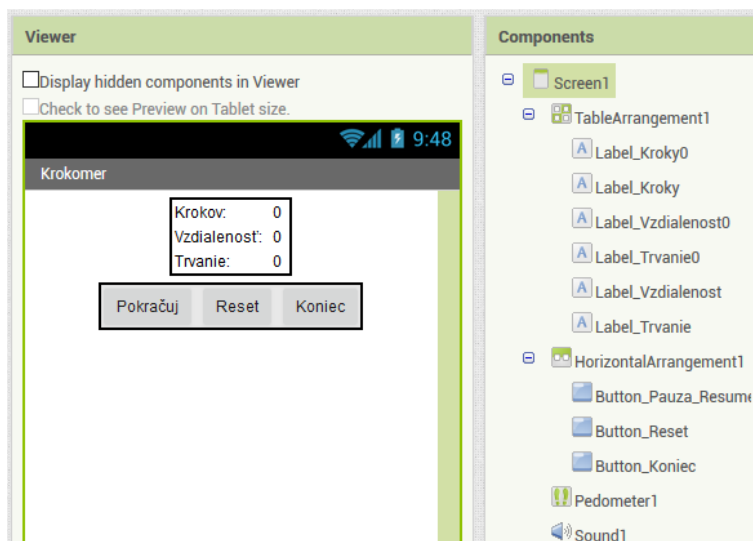 Viewer
Display hidden components in Viewer
Check to see Preview on Tablet size.
9:48
Krokomer
Krokov: 0
Vzdialenosť: 0
Trvanie: 0
Pokračuj Reset Koniec
Components
Screen1
TableArrangement1
A Label_Kroky0
A Label_Kroky
A Label_Vzdialenost0
A Label_Trvanie0
A Label_Vzdialenost
A Label_Trvanie
HorizontalArrangement1
Button_Pauza_Resume
Button_Reset
Button_Koniec
Pedometer1
Sound1